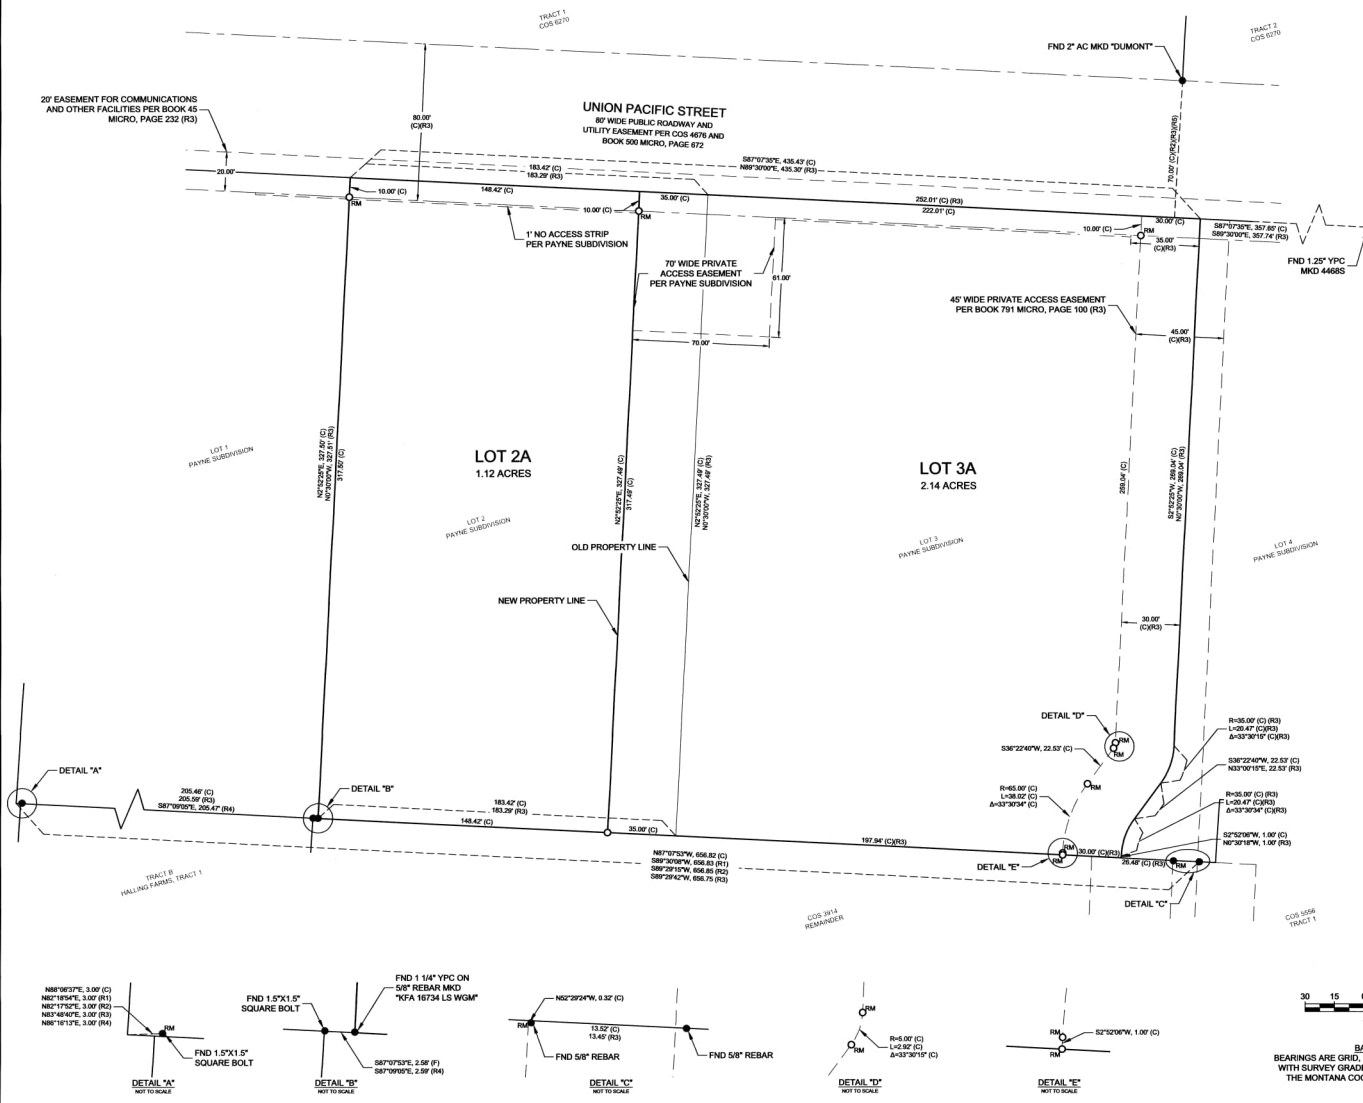 TRACT 1
COS 6270
TRACT 2
COS 6270
FND 2" AC MKD "DUMONT"
20' EASEMENT FOR COMMUNICATIONS
AND OTHER FACILITIES PER BOOK 45
MICRO, PAGE 232 (R3)
80.00'
(C)(R3)
UNION PACIFIC STREET
80' WIDE PUBLIC ROADWAY AND
UTILITY EASEMENT PER COS 4676 AND
BOOK 500 MICRO, PAGE 672
70.00' (C)(R2)(R3)(R5)
S87°07'35"E, 435.43' (C)
N89°30'00"E, 435.30' (R3)
183.42' (C)
183.29' (R3)
20.00'
10.00' (C)
RM
148.42' (C)
35.00' (C)
252.01' (C) (R3)
222.01' (C)
10.00' (C)
RM
30.00' (C)
10.00' (C)
RM
35.00'
(C)(R3)
S87°07'35"E, 357.65' (C)
S89°30'00"E, 357.74' (R3)
FND 1.25" YPC
MKD 4468S
1' NO ACCESS STRIP
PER PAYNE SUBDIVISION
70' WIDE PRIVATE
ACCESS EASEMENT
PER PAYNE SUBDIVISION
61.00'
70.00'
45' WIDE PRIVATE ACCESS EASEMENT
PER BOOK 791 MICRO, PAGE 100 (R3)
45.00'
(C)(R3)
LOT 1
PAYNE SUBDIVISION
N2°52'25"E, 327.50' (C)
N0°30'00"W, 327.51' (R3)
317.50' (C)
LOT 2A
1.12 ACRES
LOT 2
PAYNE SUBDIVISION
N2°52'25"E, 327.49' (C)
317.49' (C)
N2°52'25"E, 327.49' (C)
N0°30'00"W, 327.49' (R3)
LOT 3A
2.14 ACRES
LOT 3
PAYNE SUBDIVISION
259.04' (C)
S2°52'25"W, 269.04' (C)
N0°30'00"W, 269.04' (R3)
LOT 4
PAYNE SUBDIVISION
OLD PROPERTY LINE
NEW PROPERTY LINE
30.00'
(C)(R3)
DETAIL "D"
RM
RM
S36°22'40"W, 22.53' (C)
RM
R=65.00' (C)
L=38.02' (C)
Δ=33°30'34" (C)
R=35.00' (C) (R3)
L=20.47' (C)(R3)
Δ=33°30'15" (C)(R3)
S36°22'40"W, 22.53' (C)
N33°00'15"E, 22.53' (R3)
R=35.00' (C) (R3)
L=20.47' (C)(R3)
Δ=33°30'34" (C)(R3)
S2°52'06"W, 1.00' (C)
N0°30'18"W, 1.00' (R3)
DETAIL "A"
205.46' (C)
205.59' (R3)
S87°09'05"E, 205.47' (R4)
DETAIL "B"
183.42' (C)
183.29' (R3)
148.42' (C)
35.00' (C)
197.94' (C)(R3)
RM
RM
30.00' (C)(R3)
26.48' (C) (R3)
RM
DETAIL "E"
DETAIL "C"
N87°07'53"W, 656.82 (C)
S89°30'08"W, 656.83 (R1)
S89°29'15"W, 656.85 (R2)
S89°29'42"W, 656.75 (R3)
TRACT B
HALLING FARMS, TRACT 1
COS 3914
REMAINDER
COS 5556
TRACT 1
N88°06'37"E, 3.00' (C)
N82°18'54"E, 3.00' (R1)
N82°17'52"E, 3.00' (R2)
N83°48'40"E, 3.00' (R3)
N86°16'13"E, 3.00' (R4)
RM
FND 1.5"X1.5"
SQUARE BOLT
DETAIL "A"
NOT TO SCALE
FND 1.5"X1.5"
SQUARE BOLT
FND 1 1/4" YPC ON
5/8" REBAR MKD
"KFA 16734 LS WGM"
S87°07'53"E, 2.58' (F)
S87°09'05"E, 2.59' (R4)
DETAIL "B"
NOT TO SCALE
N52°29'24"W, 0.32' (C)
RM
13.52' (C)
13.45' (R3)
FND 5/8" REBAR
FND 5/8" REBAR
DETAIL "C"
NOT TO SCALE
RM
RM
R=5.00' (C)
L=2.92' (C)
Δ=33°30'15" (C)
DETAIL "D"
NOT TO SCALE
RM
RM
S2°52'06"W, 1.00' (C)
DETAIL "E"
NOT TO SCALE
30 15 0
BA
BEARINGS ARE GRID,
WITH SURVEY GRADE
THE MONTANA COO